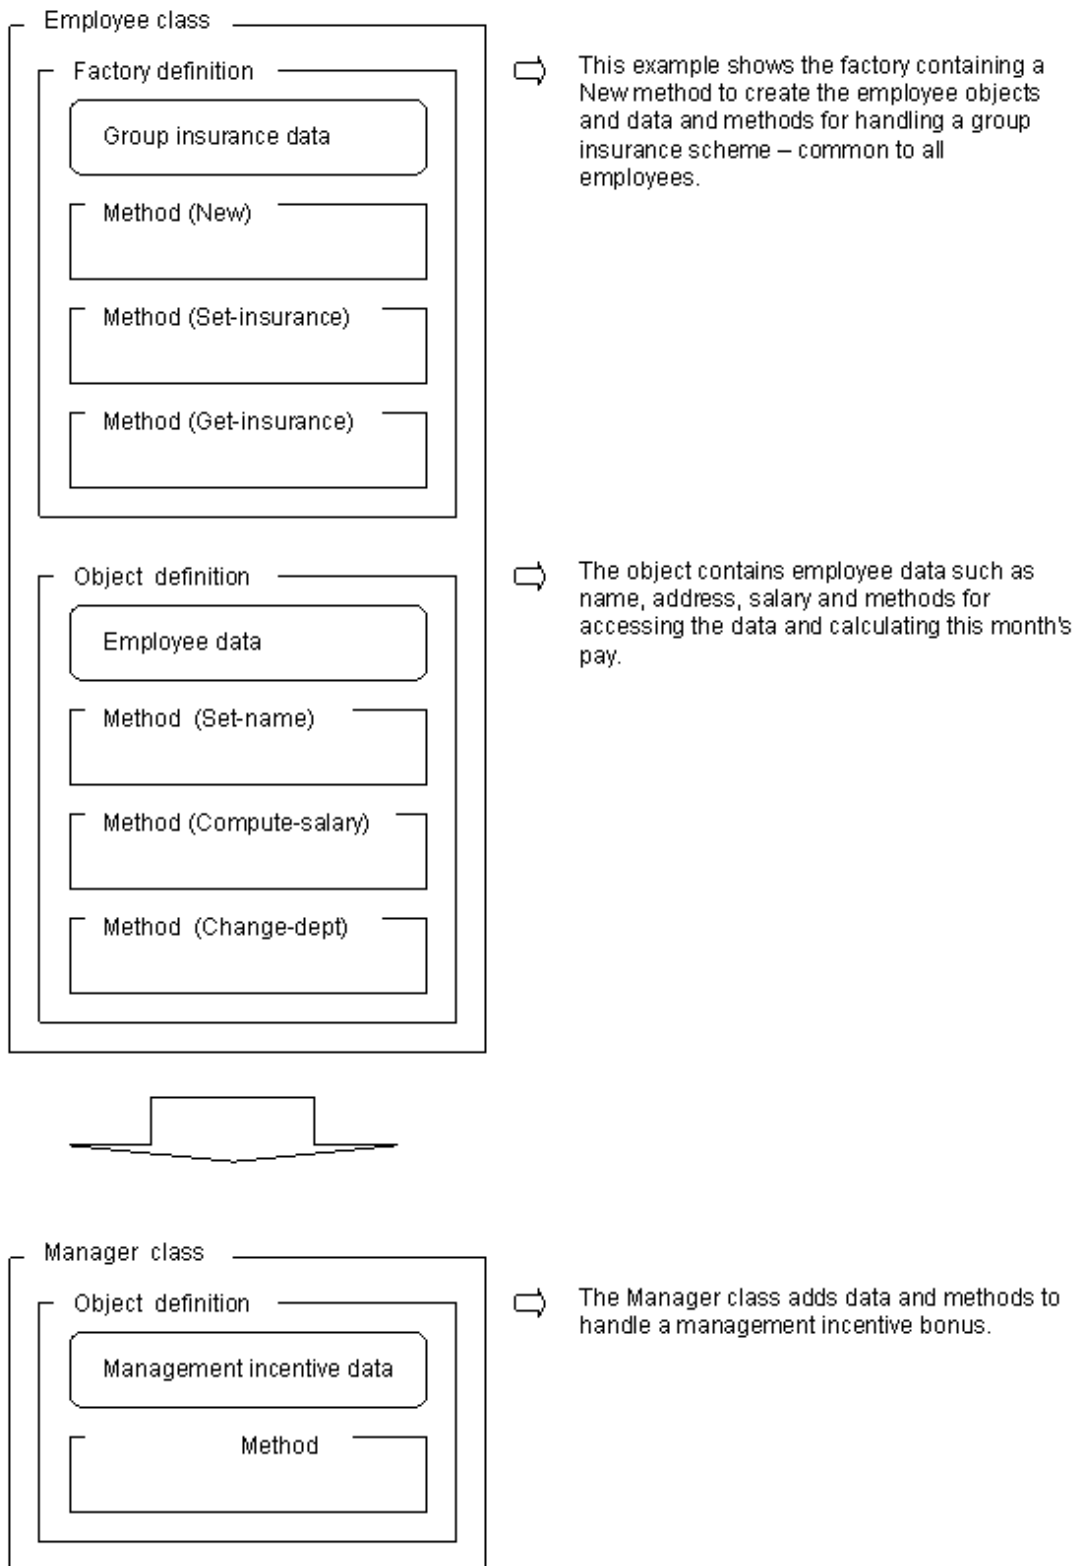 Employee class
Factory definition
Group insurance data
Method (New)
Method (Set-insurance)
Method (Get-insurance)
This example shows the factory containing a
New method to create the employee objects
and data and methods for handling a group
insurance scheme – common to all
employees.
Object definition
Employee data
Method (Set-name)
Method (Compute-salary)
Method (Change-dept)
The object contains employee data such as
name, address, salary and methods for
accessing the data and calculating this month's
pay.
Manager class
Object definition
Management incentive data
Method
The Manager class adds data and methods to
handle a management incentive bonus.